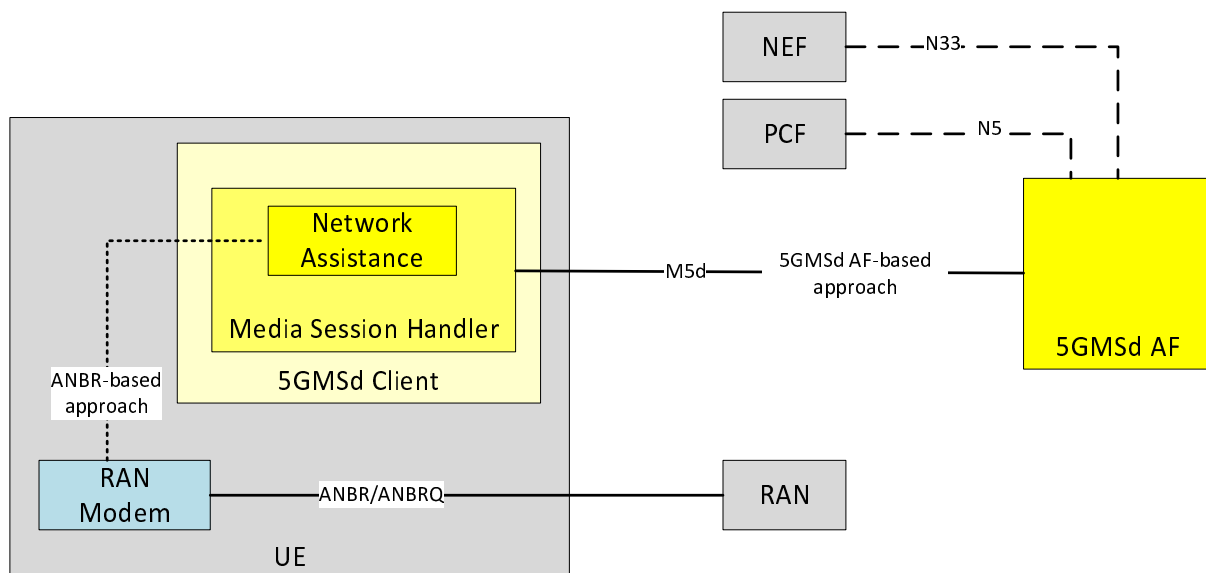 NEF
N33
PCF
N5
Network
Assistance
M5d
5GMSd AF-based
approach
Media Session Handler
5GMSd AF
5GMSd Client
ANBR-based
approach
RAN
Modem
ANBR/ANBRQ
RAN
UE